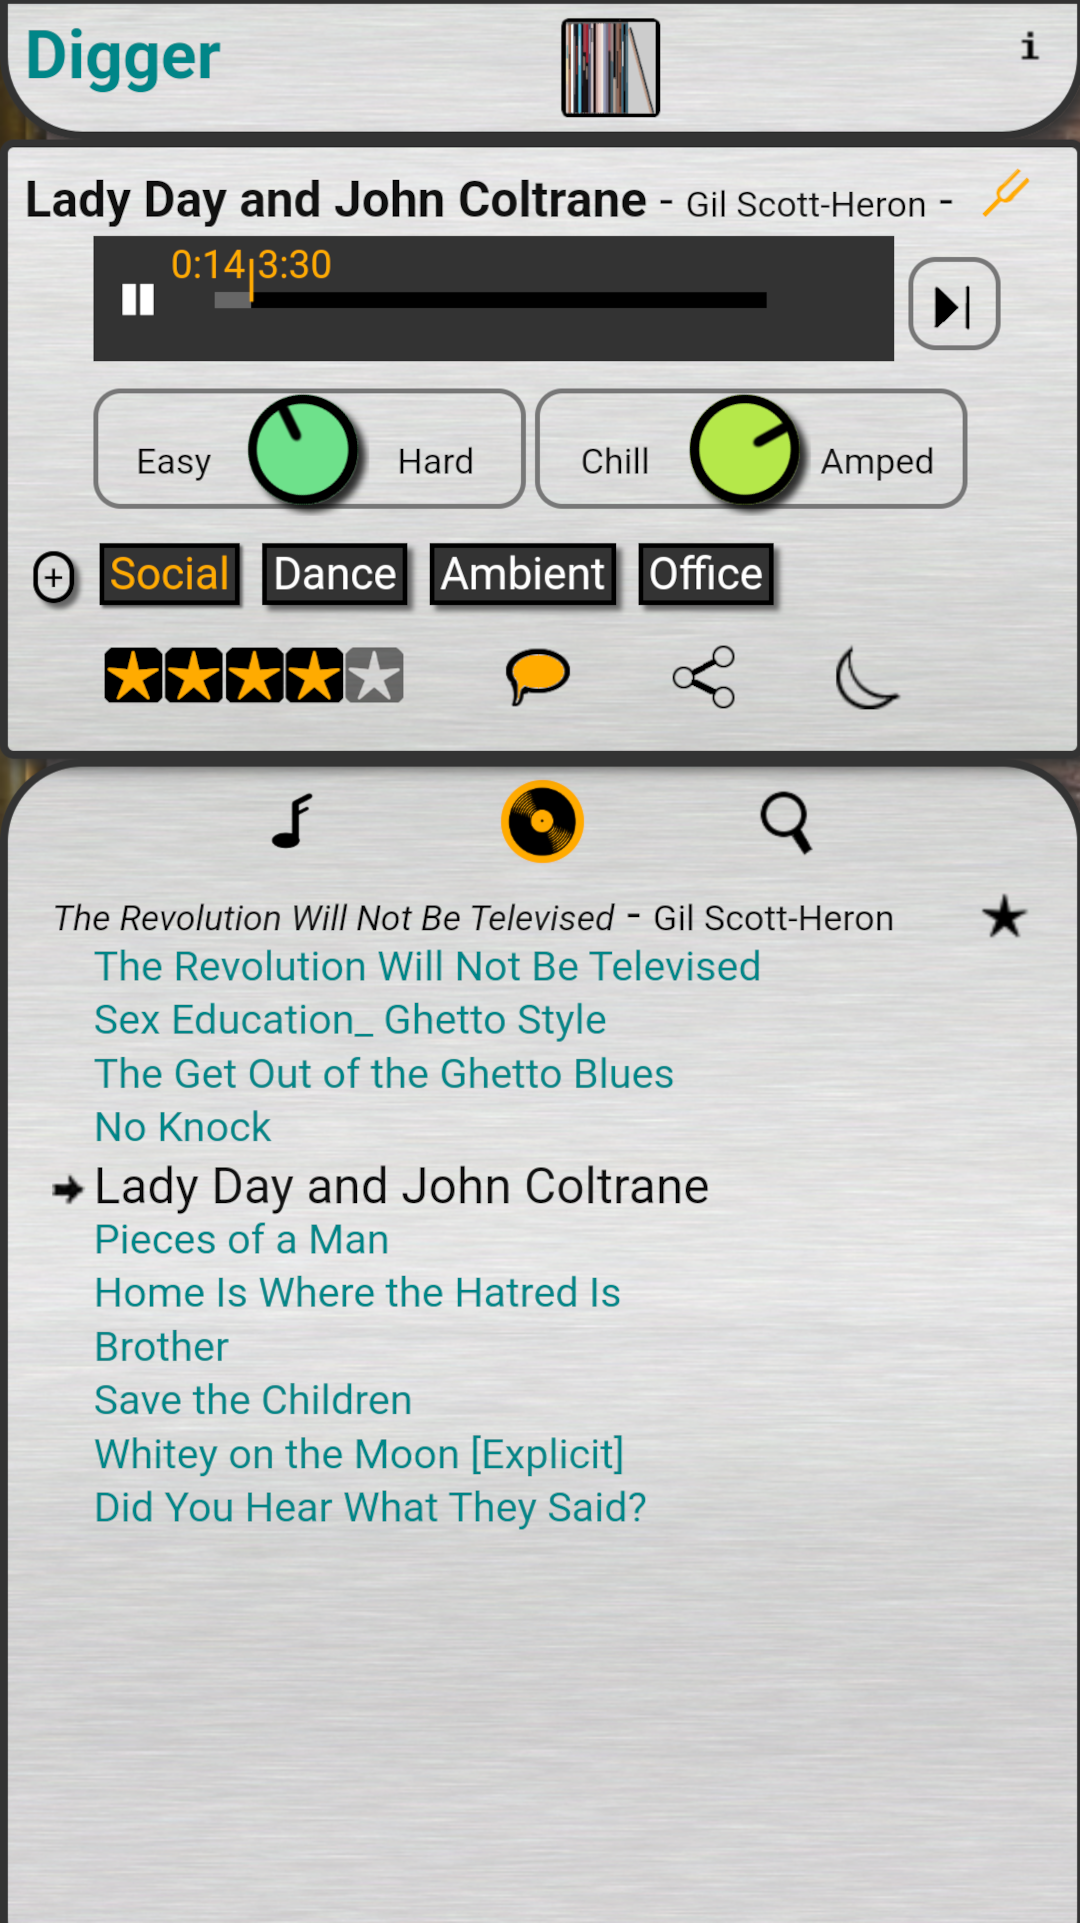 Digger
i
Lady Day and John Coltrane - Gil Scott-Heron -
0:14 3:30
Easy Hard Chill Amped
+ Social Dance Ambient Office
The Revolution Will Not Be Televised - Gil Scott-Heron
The Revolution Will Not Be Televised
Sex Education_ Ghetto Style
The Get Out of the Ghetto Blues
No Knock
Lady Day and John Coltrane
Pieces of a Man
Home Is Where the Hatred Is
Brother
Save the Children
Whitey on the Moon [Explicit]
Did You Hear What They Said?